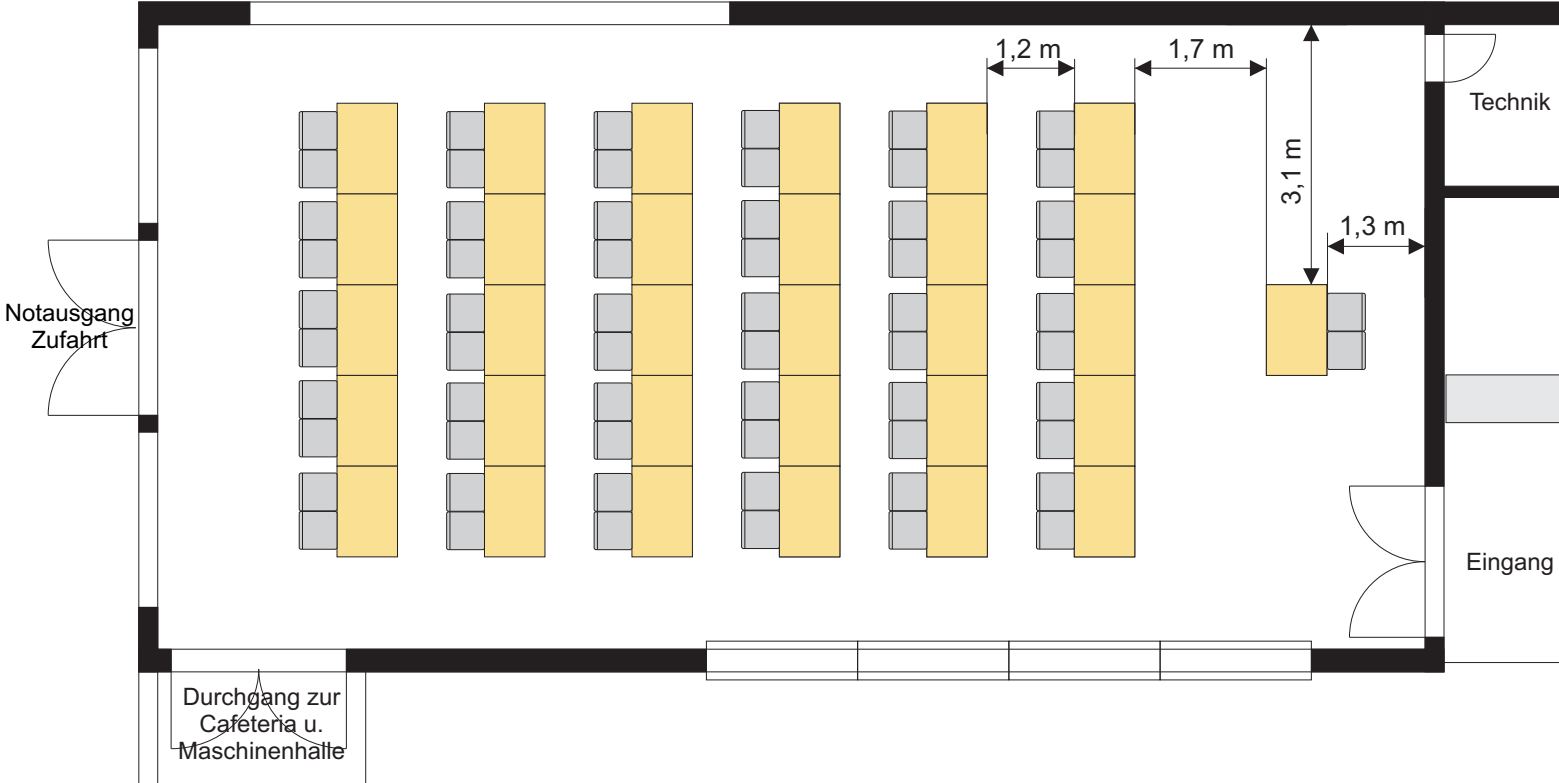 1,2 m
1,7 m
Technik
3,1 m
1,3 m
Notausgang
Zufahrt
Eingang
Durchgang zur
Cafeteria u.
Maschinenhalle